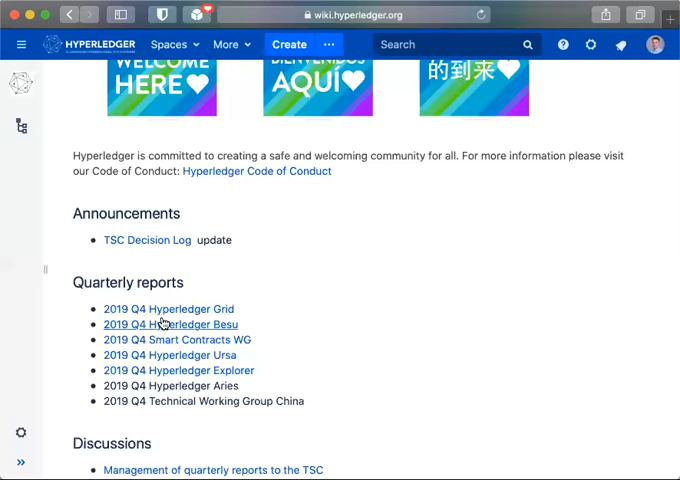 wiki.hyperledger.org
HYPERLEDGER
Spaces
More
Create
Search
WELCOME
HERE
BIENVENIDOS
AQUÍ
的到来
Hyperledger is committed to creating a safe and welcoming community for all. For more information please visit
our Code of Conduct: Hyperledger Code of Conduct
Announcements
• TSC Decision Log update
Quarterly reports
• 2019 Q4 Hyperledger Grid
• 2019 Q4 Hyperledger Besu
• 2019 Q4 Smart Contracts WG
• 2019 Q4 Hyperledger Ursa
• 2019 Q4 Hyperledger Explorer
• 2019 Q4 Hyperledger Aries
• 2019 Q4 Technical Working Group China
Discussions
• Management of quarterly reports to the TSC